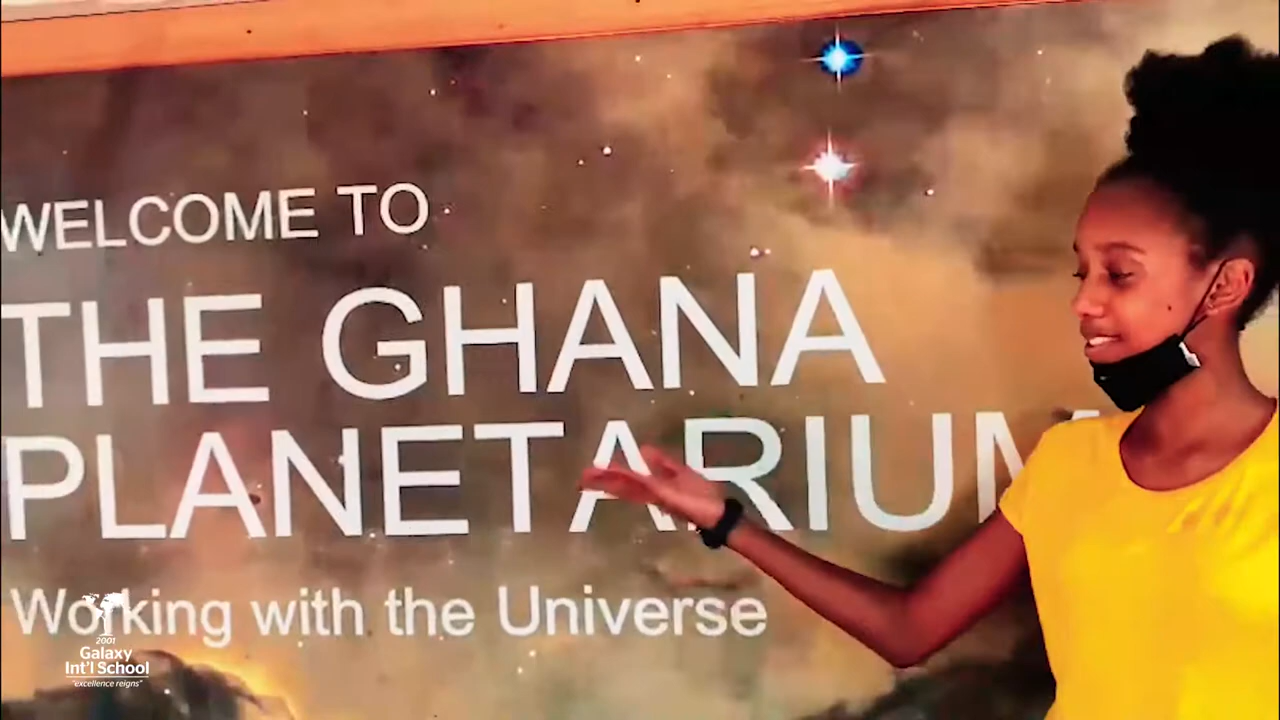 WELCOME TO
THE GHANA
PLANETARIUM
Working with the Universe
2001
Galaxy
Int'l School
"excellence reigns"